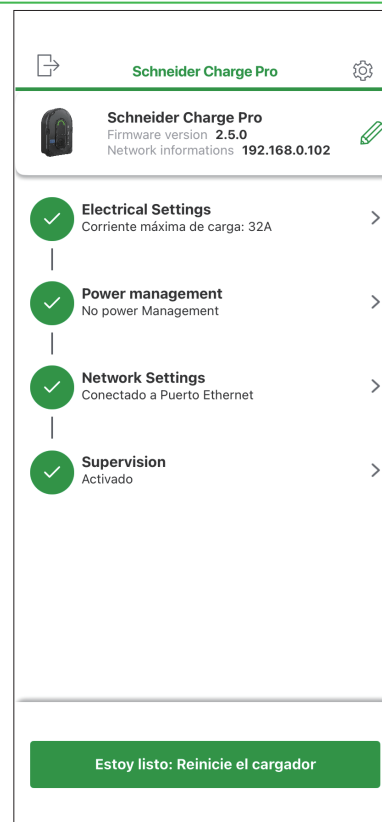 Schneider Charge Pro
Schneider Charge Pro
Firmware version 2.5.0
Network informations 192.168.0.102
Electrical Settings
Corriente máxima de carga: 32A
Power management
No power Management
Network Settings
Conectado a Puerto Ethernet
Supervision
Activado
Estoy listo: Reinicie el cargador